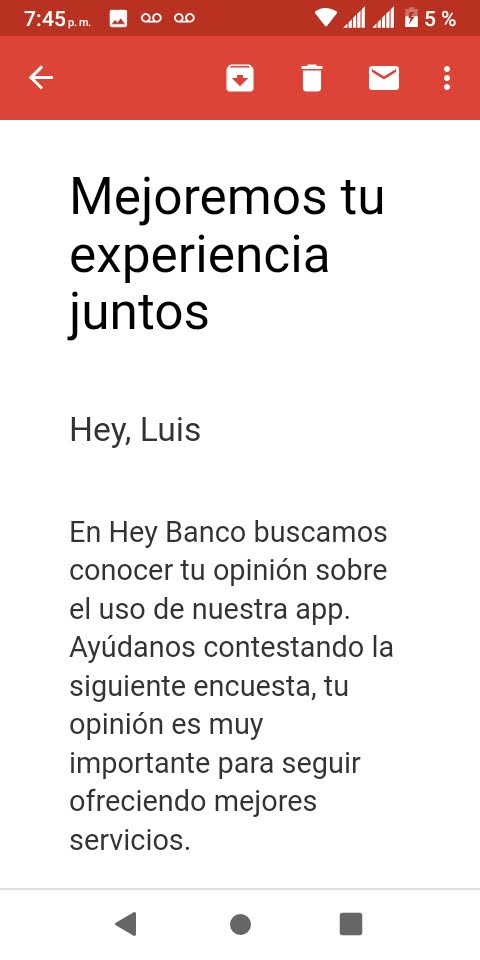 7:45 p. m.
5 %
Mejoremos tu
experiencia
juntos
Hey, Luis
En Hey Banco buscamos
conocer tu opinión sobre
el uso de nuestra app.
Ayúdanos contestando la
siguiente encuesta, tu
opinión es muy
importante para seguir
ofreciendo mejores
servicios.